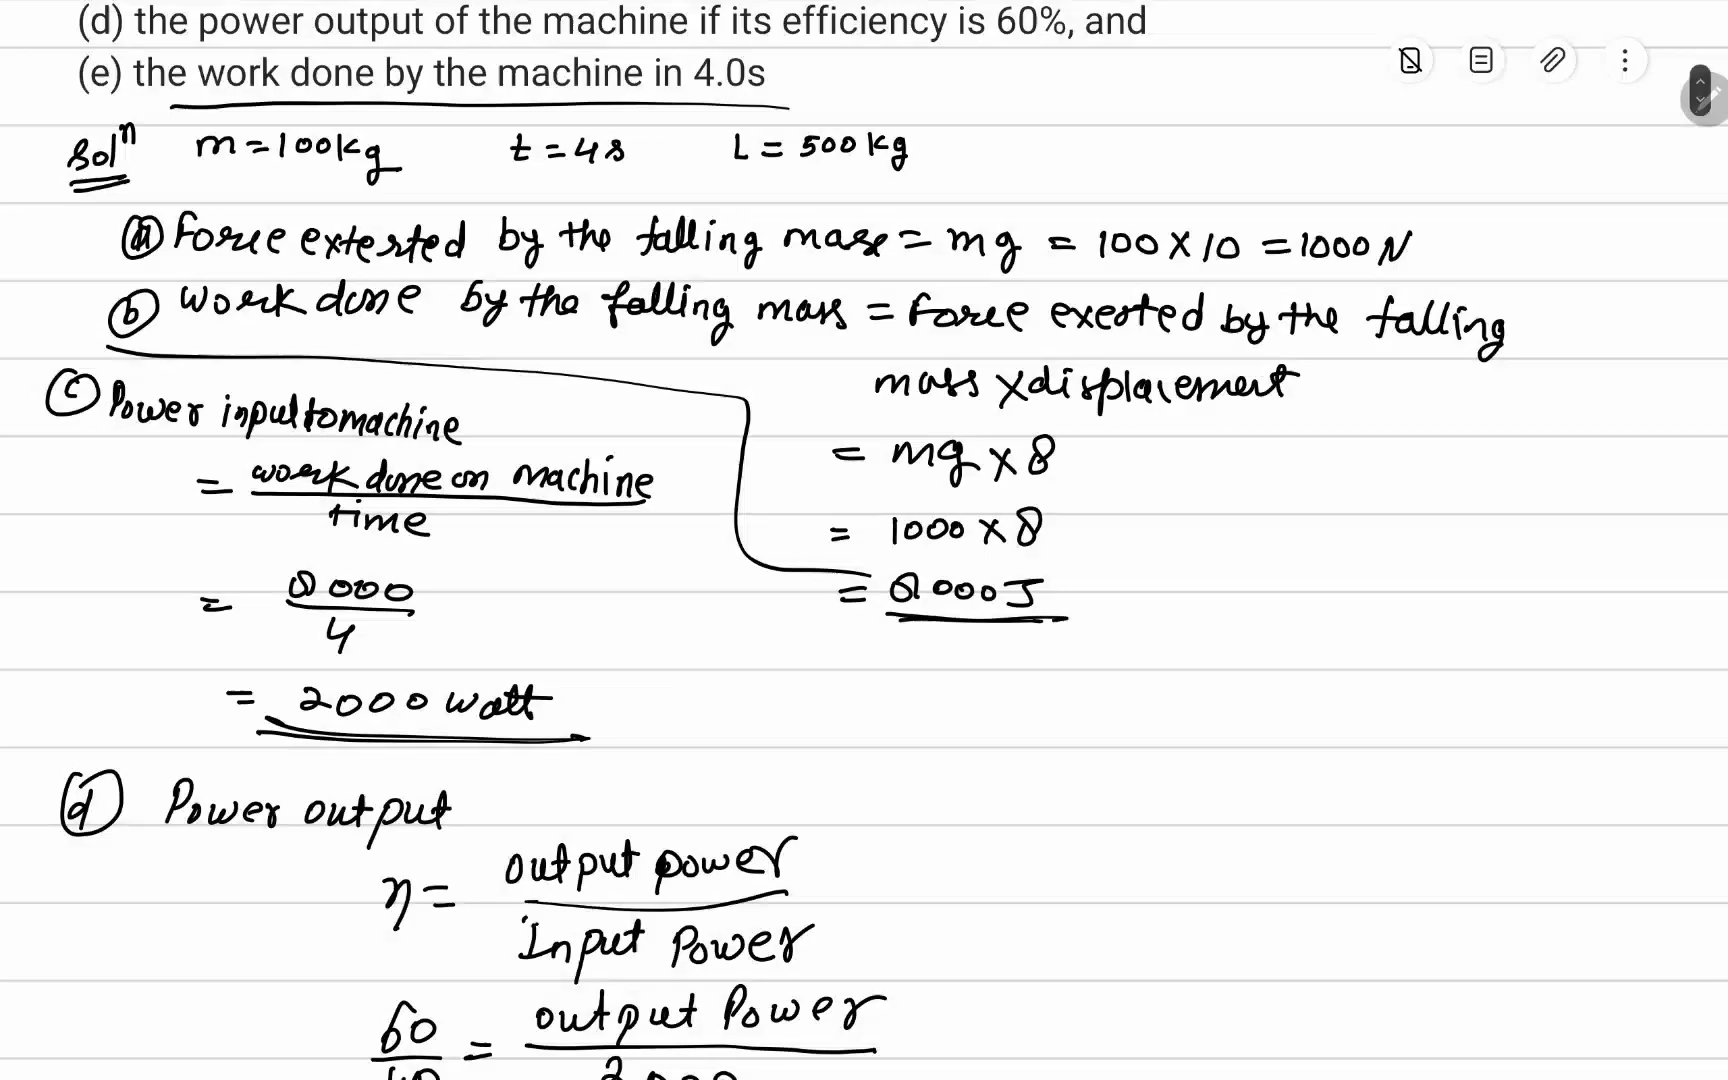 (d) the power output of the machine if its efficiency is 60%, and
(e) the work done by the machine in 4.0s
Solⁿ m = 100kg t = 4s L = 500kg
(a) Force exterted by the falling mass = mg = 100 X 10 = 1000 N
(b) work done by the falling mass = force exerted by the falling
mass X displacement
= mg x 8
= 1000 x 8
= 8000J
(c) Power input to machine
= work done on machine
time
= 8000
4
= 2000 watt
(d) Power output
η = output power
Input Power
60 = output Power